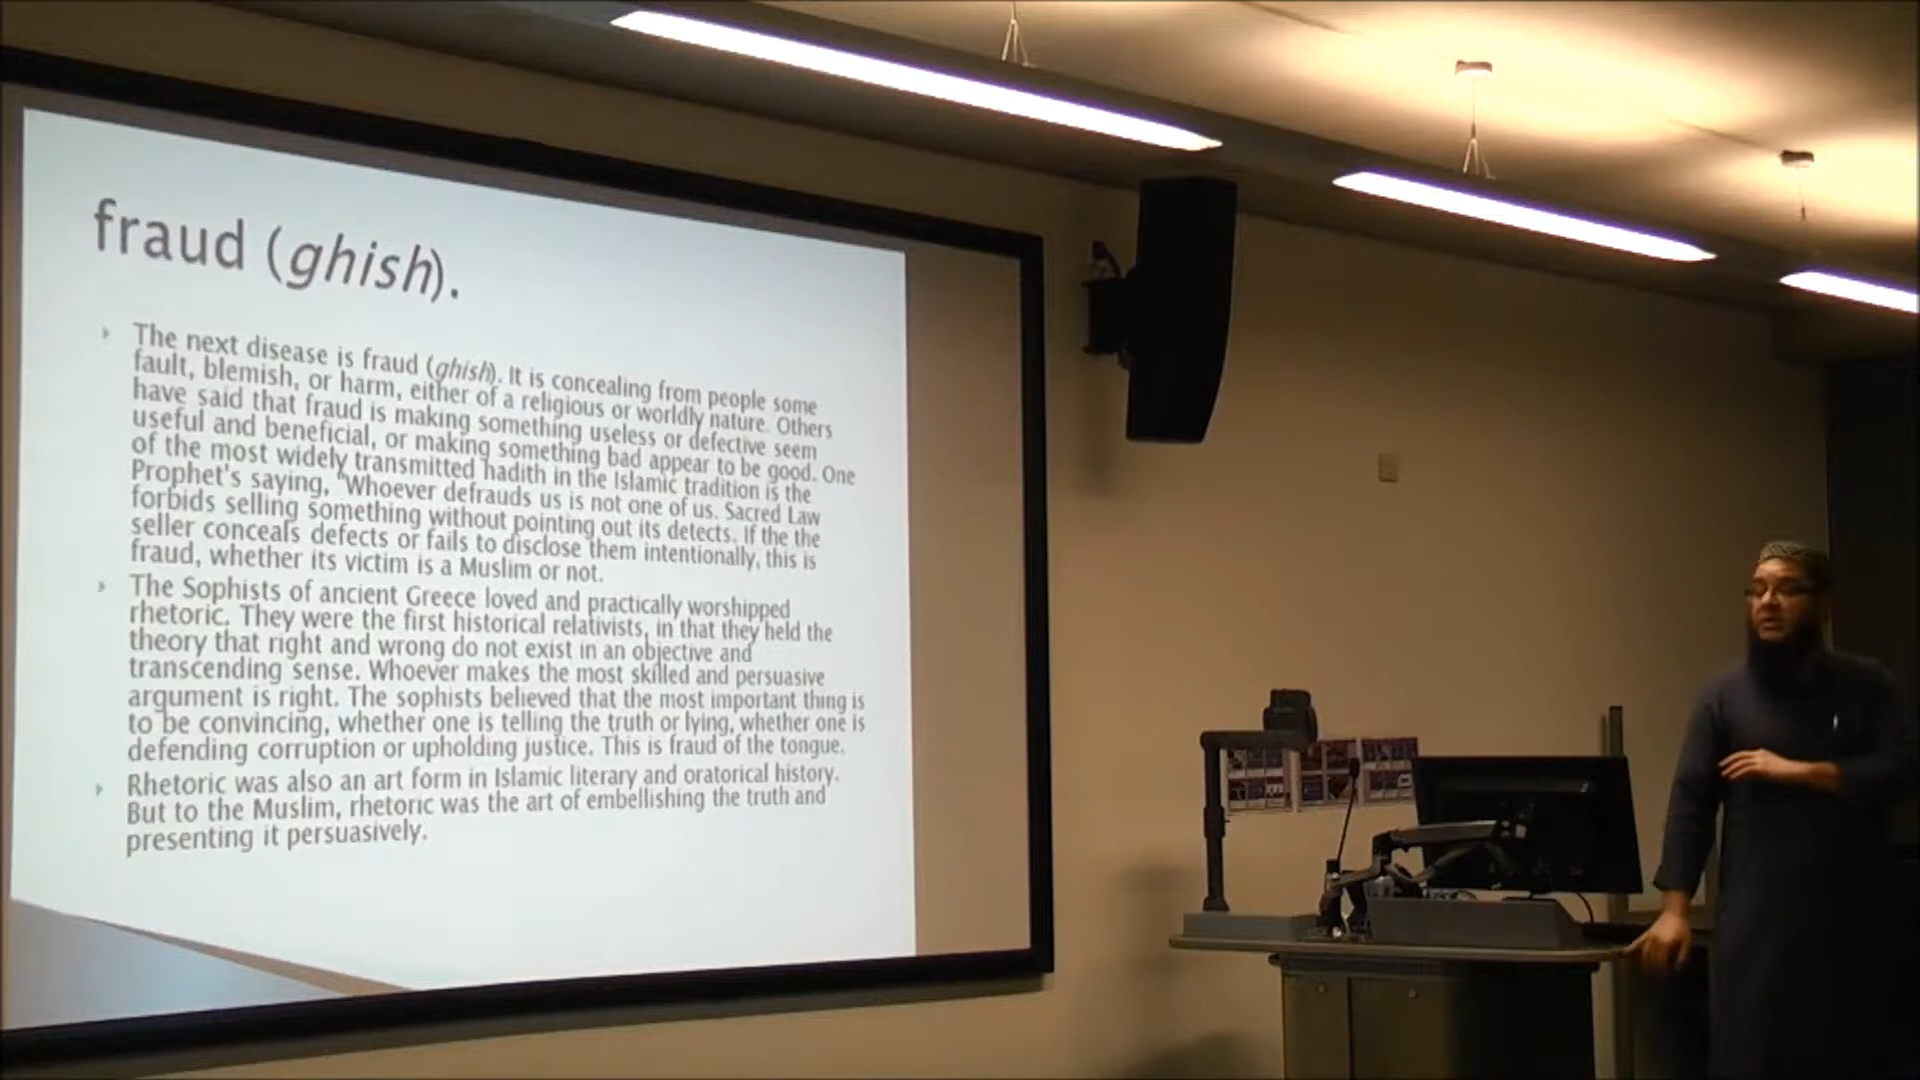 fraud (ghish).
The next disease is fraud (ghish). It is concealing from people some
fault, blemish, or harm, either of a religious or worldly nature. Others
have said that fraud is making something useless or defective seem
useful and beneficial, or making something bad appear to be good. One
of the most widely transmitted hadith in the Islamic tradition is the
Prophet's saying, "Whoever defrauds us is not one of us. Sacred Law
forbids selling something without pointing out its detects. If the the
seller conceals defects or fails to disclose them intentionally, this is
fraud, whether its victim is a Muslim or not.
The Sophists of ancient Greece loved and practically worshipped
rhetoric. They were the first historical relativists, in that they held the
theory that right and wrong do not exist in an objective and
transcending sense. Whoever makes the most skilled and persuasive
argument is right. The sophists believed that the most important thing is
to be convincing, whether one is telling the truth or lying, whether one is
defending corruption or upholding justice. This is fraud of the tongue.
Rhetoric was also an art form in Islamic literary and oratorical history.
But to the Muslim, rhetoric was the art of embellishing the truth and
presenting it persuasively.